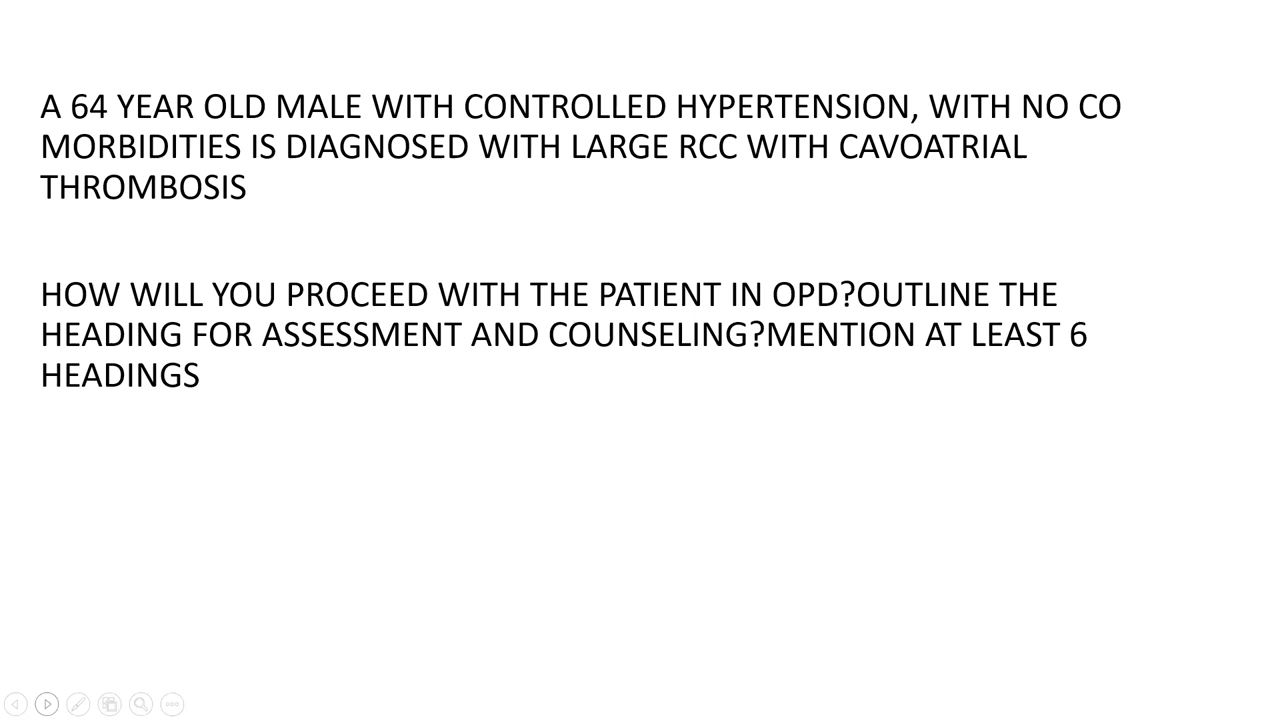 A 64 YEAR OLD MALE WITH CONTROLLED HYPERTENSION, WITH NO CO
MORBIDITIES IS DIAGNOSED WITH LARGE RCC WITH CAVOATRIAL
THROMBOSIS
HOW WILL YOU PROCEED WITH THE PATIENT IN OPD?OUTLINE THE
HEADING FOR ASSESSMENT AND COUNSELING?MENTION AT LEAST 6
HEADINGS